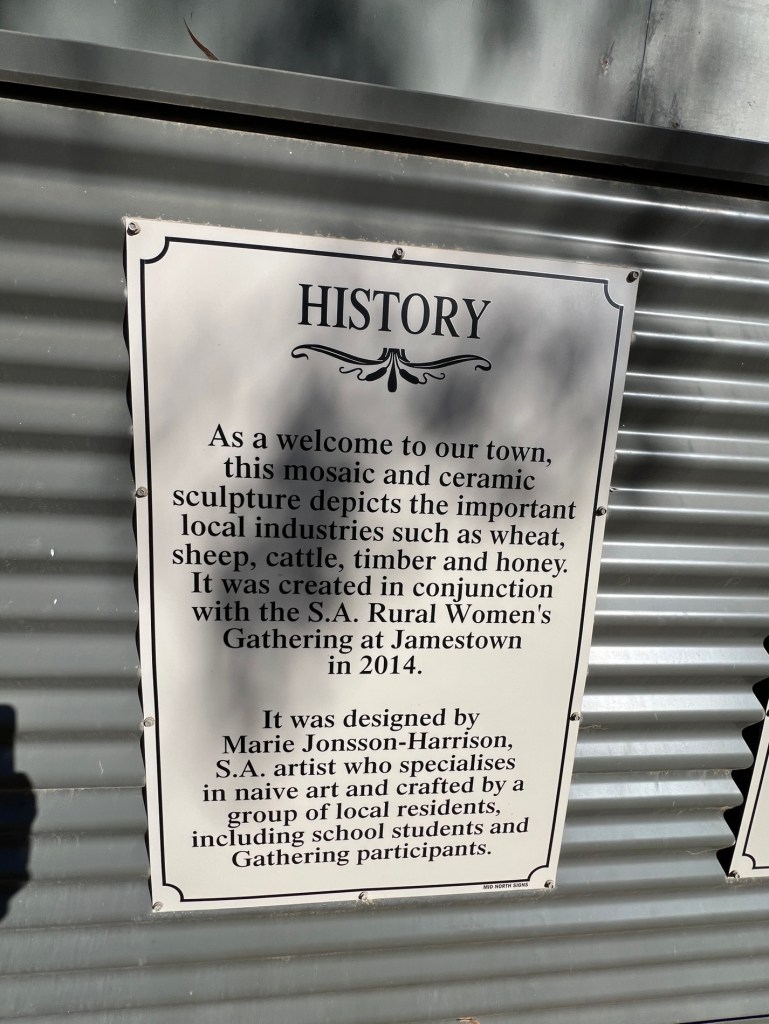 HISTORY
As a welcome to our town,
this mosaic and ceramic
sculpture depicts the important
local industries such as wheat,
sheep, cattle, timber and honey.
It was created in conjunction
with the S.A. Rural Women's
Gathering at Jamestown
in 2014.
It was designed by
Marie Jonsson-Harrison,
S.A. artist who specialises
in naive art and crafted by a
group of local residents,
including school students and
Gathering participants.
MID NORTH SIGNS